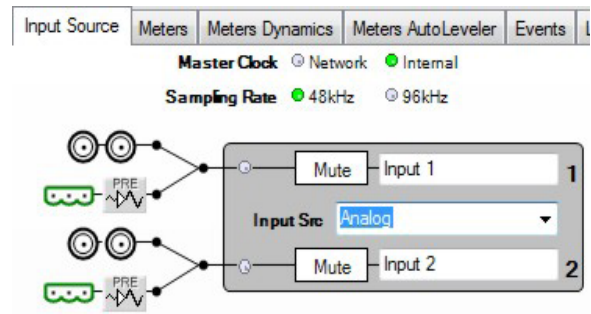 Input Source Meters Meters Dynamics Meters AutoLeveler Events
Master Clock Network Internal
Sampling Rate 48kHz 96kHz
Mute Input 1 1
PRE
Input Src Analog
Mute Input 2 2
PRE